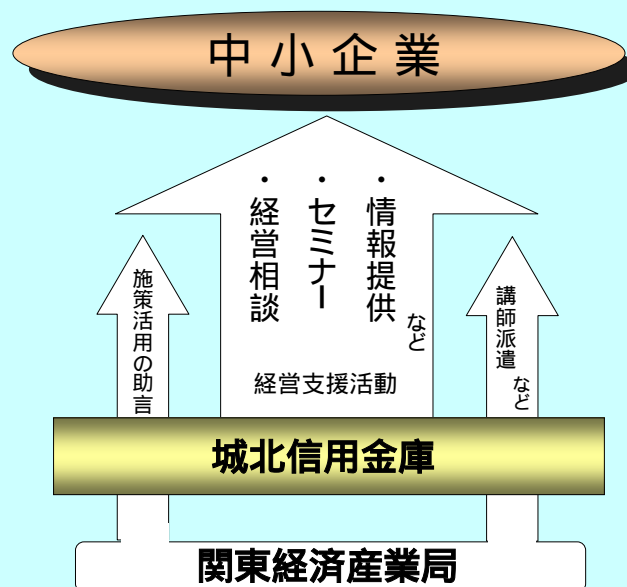 中小企業
・情報提供
・セミナー
・経営相談
など
経営支援活動
施策活用の助言
講師派遣
など
城北信用金庫
関東経済産業局